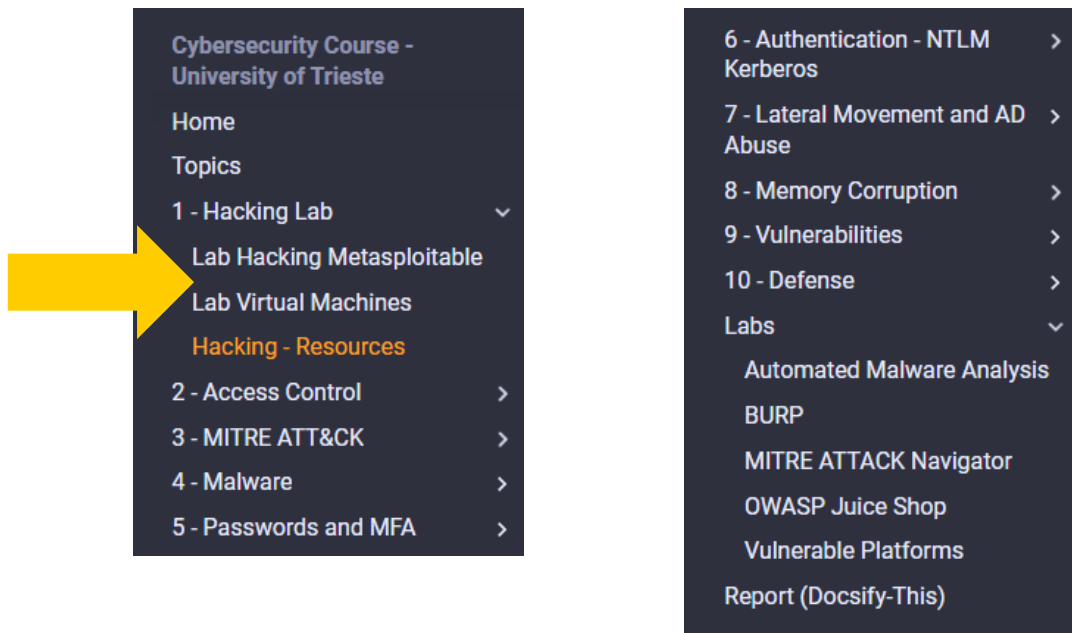 Cybersecurity Course -
University of Trieste
Home
Topics
1 - Hacking Lab
Lab Hacking Metasploitable
Lab Virtual Machines
Hacking - Resources
2 - Access Control
3 - MITRE ATT&CK
4 - Malware
5 - Passwords and MFA
6 - Authentication - NTLM
Kerberos
7 - Lateral Movement and AD
Abuse
8 - Memory Corruption
9 - Vulnerabilities
10 - Defense
Labs
Automated Malware Analysis
BURP
MITRE ATTACK Navigator
OWASP Juice Shop
Vulnerable Platforms
Report (Docsify-This)